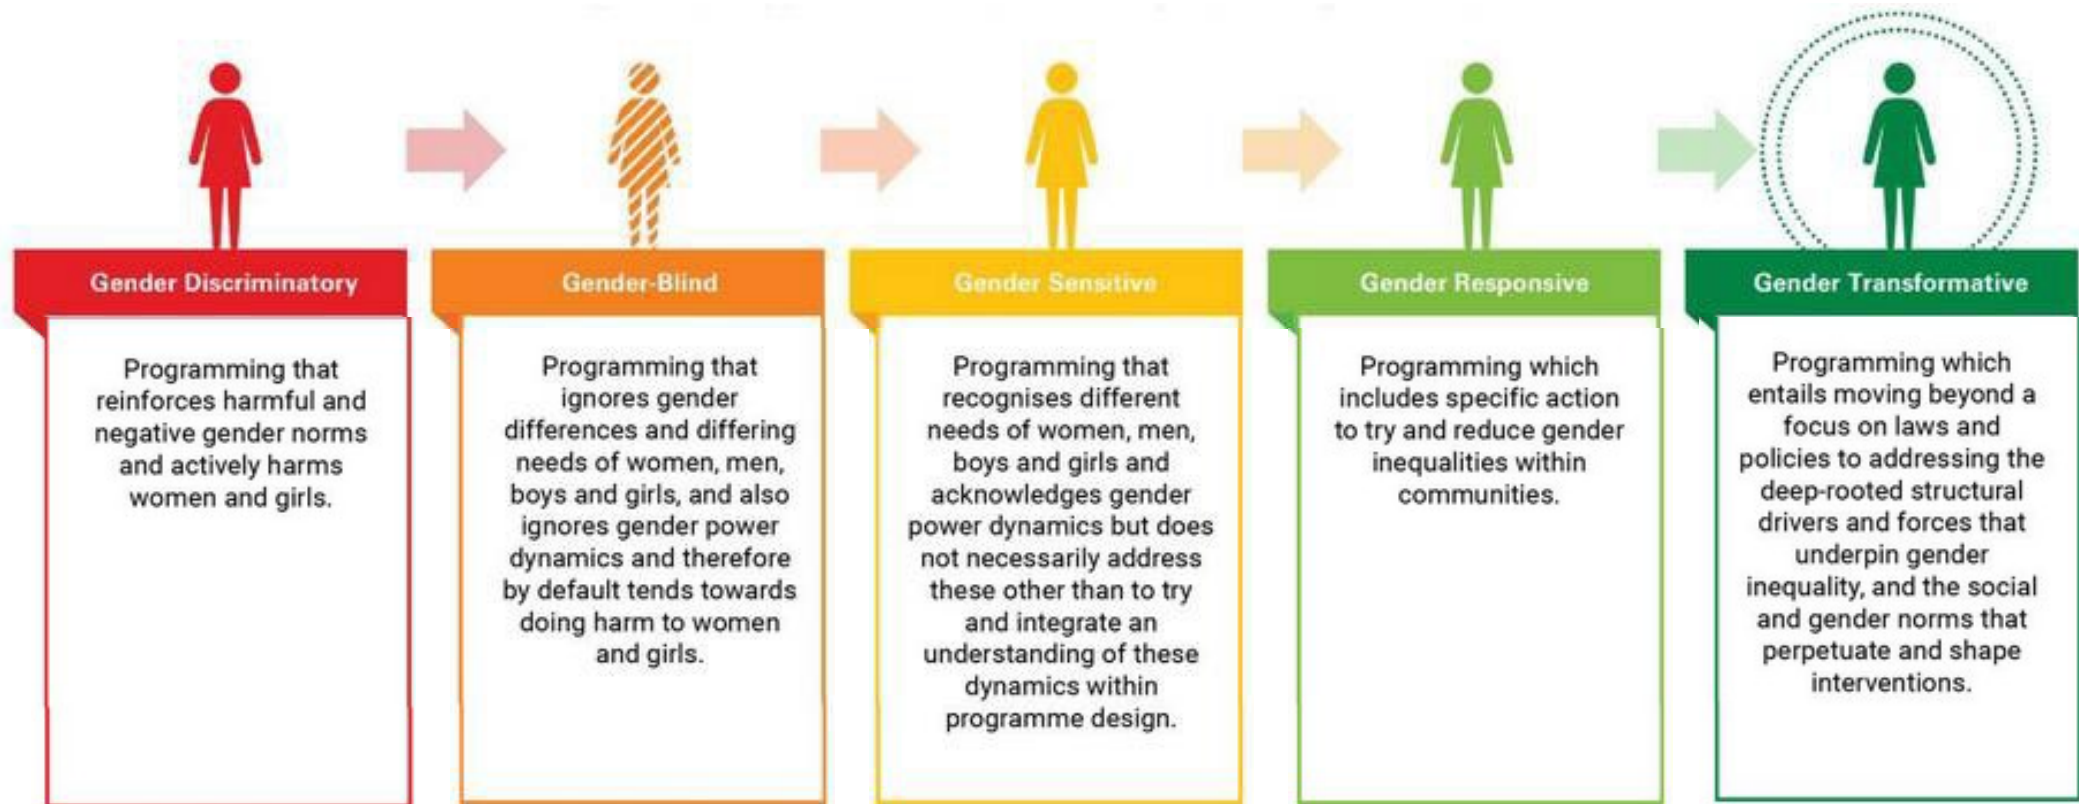 Gender Discriminatory
Programming that
reinforces harmful and
negative gender norms
and actively harms
women and girls.
Gender-Blind
Programming that
ignores gender
differences and differing
needs of women, men,
boys and girls, and also
ignores gender power
dynamics and therefore
by default tends towards
doing harm to women
and girls.
Gender Sensitive
Programming that
recognises different
needs of women, men,
boys and girls and
acknowledges gender
power dynamics but does
not necessarily address
these other than to try
and integrate an
understanding of these
dynamics within
programme design.
Gender Responsive
Programming which
includes specific action
to try and reduce gender
inequalities within
communities.
Gender Transformative
Programming which
entails moving beyond a
focus on laws and
policies to addressing the
deep-rooted structural
drivers and forces that
underpin gender
inequality, and the social
and gender norms that
perpetuate and shape
interventions.